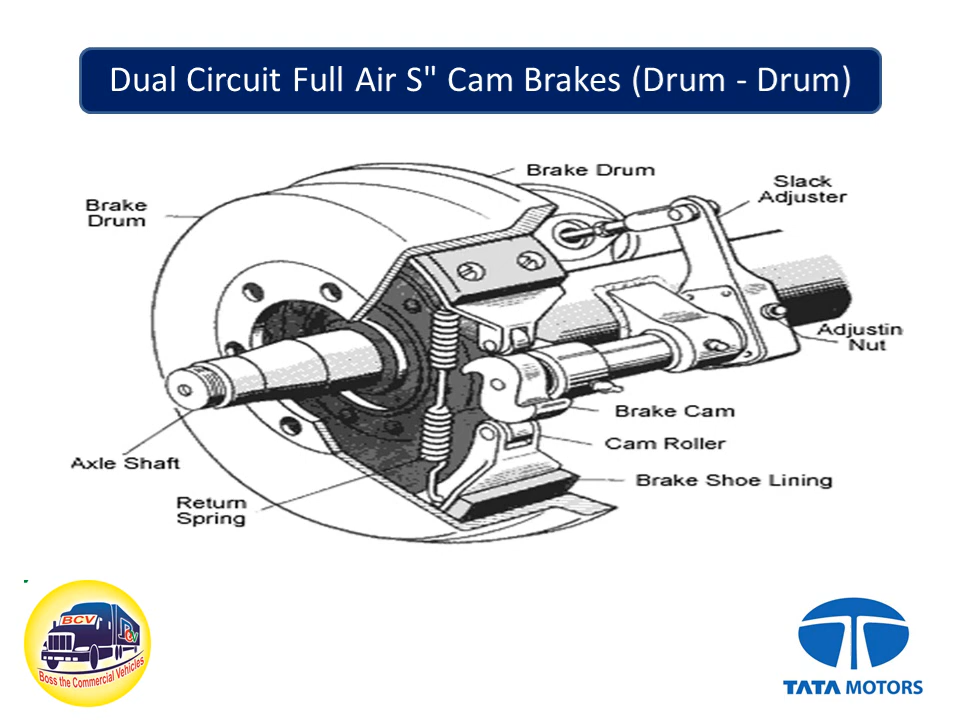 Dual Circuit Full Air S" Cam Brakes (Drum - Drum)
Brake Drum
Slack
Adjuster
Brake
Drum
Adjustin
Nut
Brake Cam
Cam Roller
Axle Shaft
Brake Shoe Lining
Return
Spring
BCV
Boss the Commercial Vehicles
TATA MOTORS